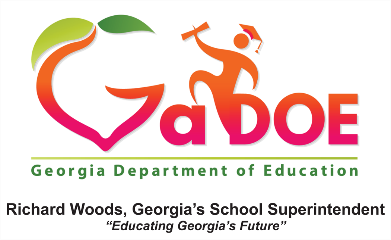 GaDOE
Georgia Department of Education
Richard Woods, Georgia's School Superintendent
"Educating Georgia's Future"